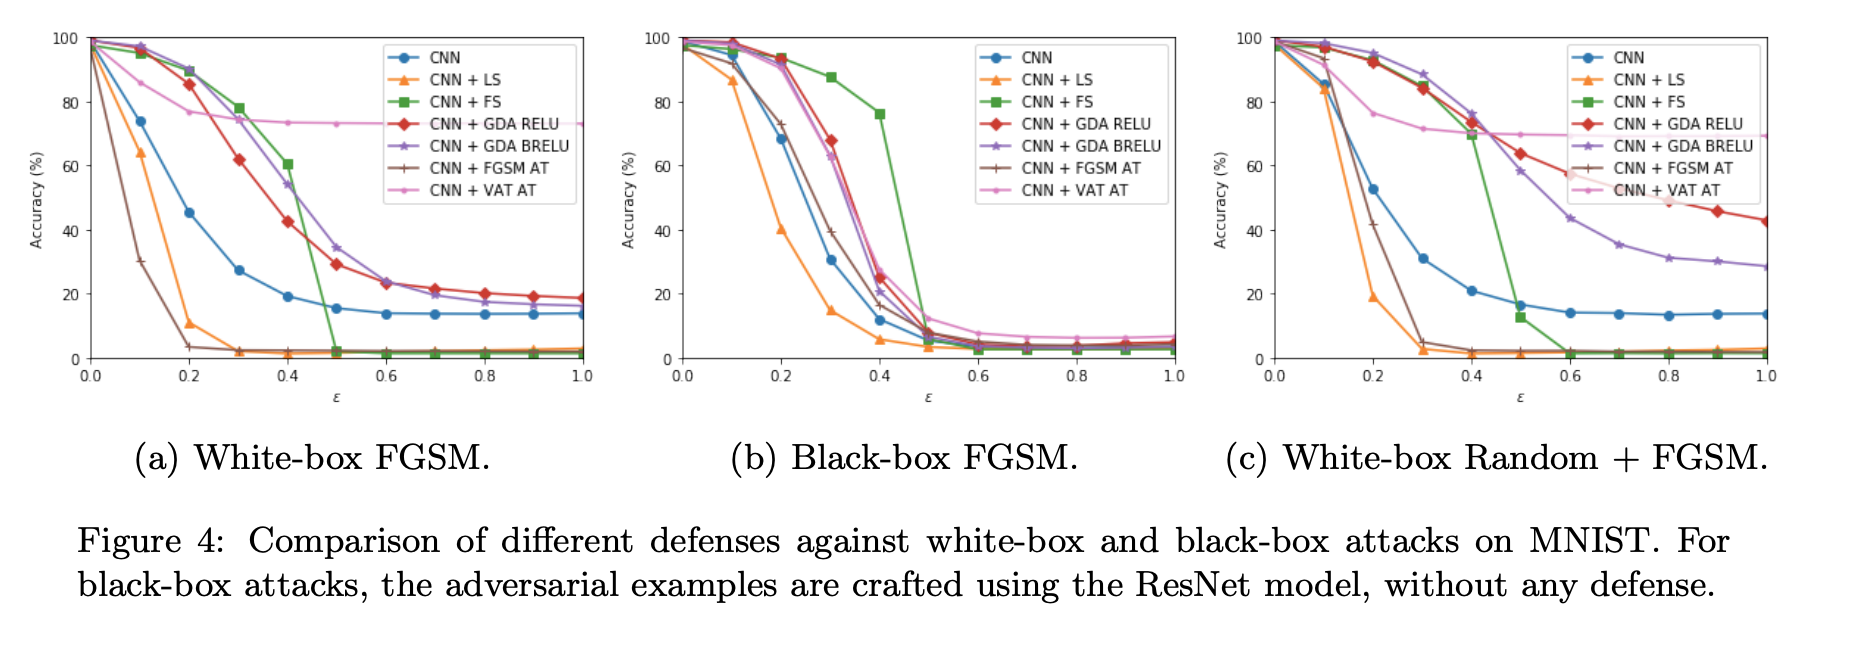 100
80
60
40
20
0
Accuracy (%)
0.0 0.2 0.4 0.6 0.8 1.0
ε
CNN
CNN + LS
CNN + FS
CNN + GDA RELU
CNN + GDA BRELU
CNN + FGSM AT
CNN + VAT AT
(a) White-box FGSM.
100
80
60
40
20
0
Accuracy (%)
0.0 0.2 0.4 0.6 0.8 1.0
ε
CNN
CNN + LS
CNN + FS
CNN + GDA RELU
CNN + GDA BRELU
CNN + FGSM AT
CNN + VAT AT
(b) Black-box FGSM.
100
80
60
40
20
0
Accuracy (%)
0.0 0.2 0.4 0.6 0.8 1.0
ε
CNN
CNN + LS
CNN + FS
CNN + GDA RELU
CNN + GDA BRELU
CNN + FGSM AT
CNN + VAT AT
(c) White-box Random + FGSM.
Figure 4: Comparison of different defenses against white-box and black-box attacks on MNIST. For
black-box attacks, the adversarial examples are crafted using the ResNet model, without any defense.